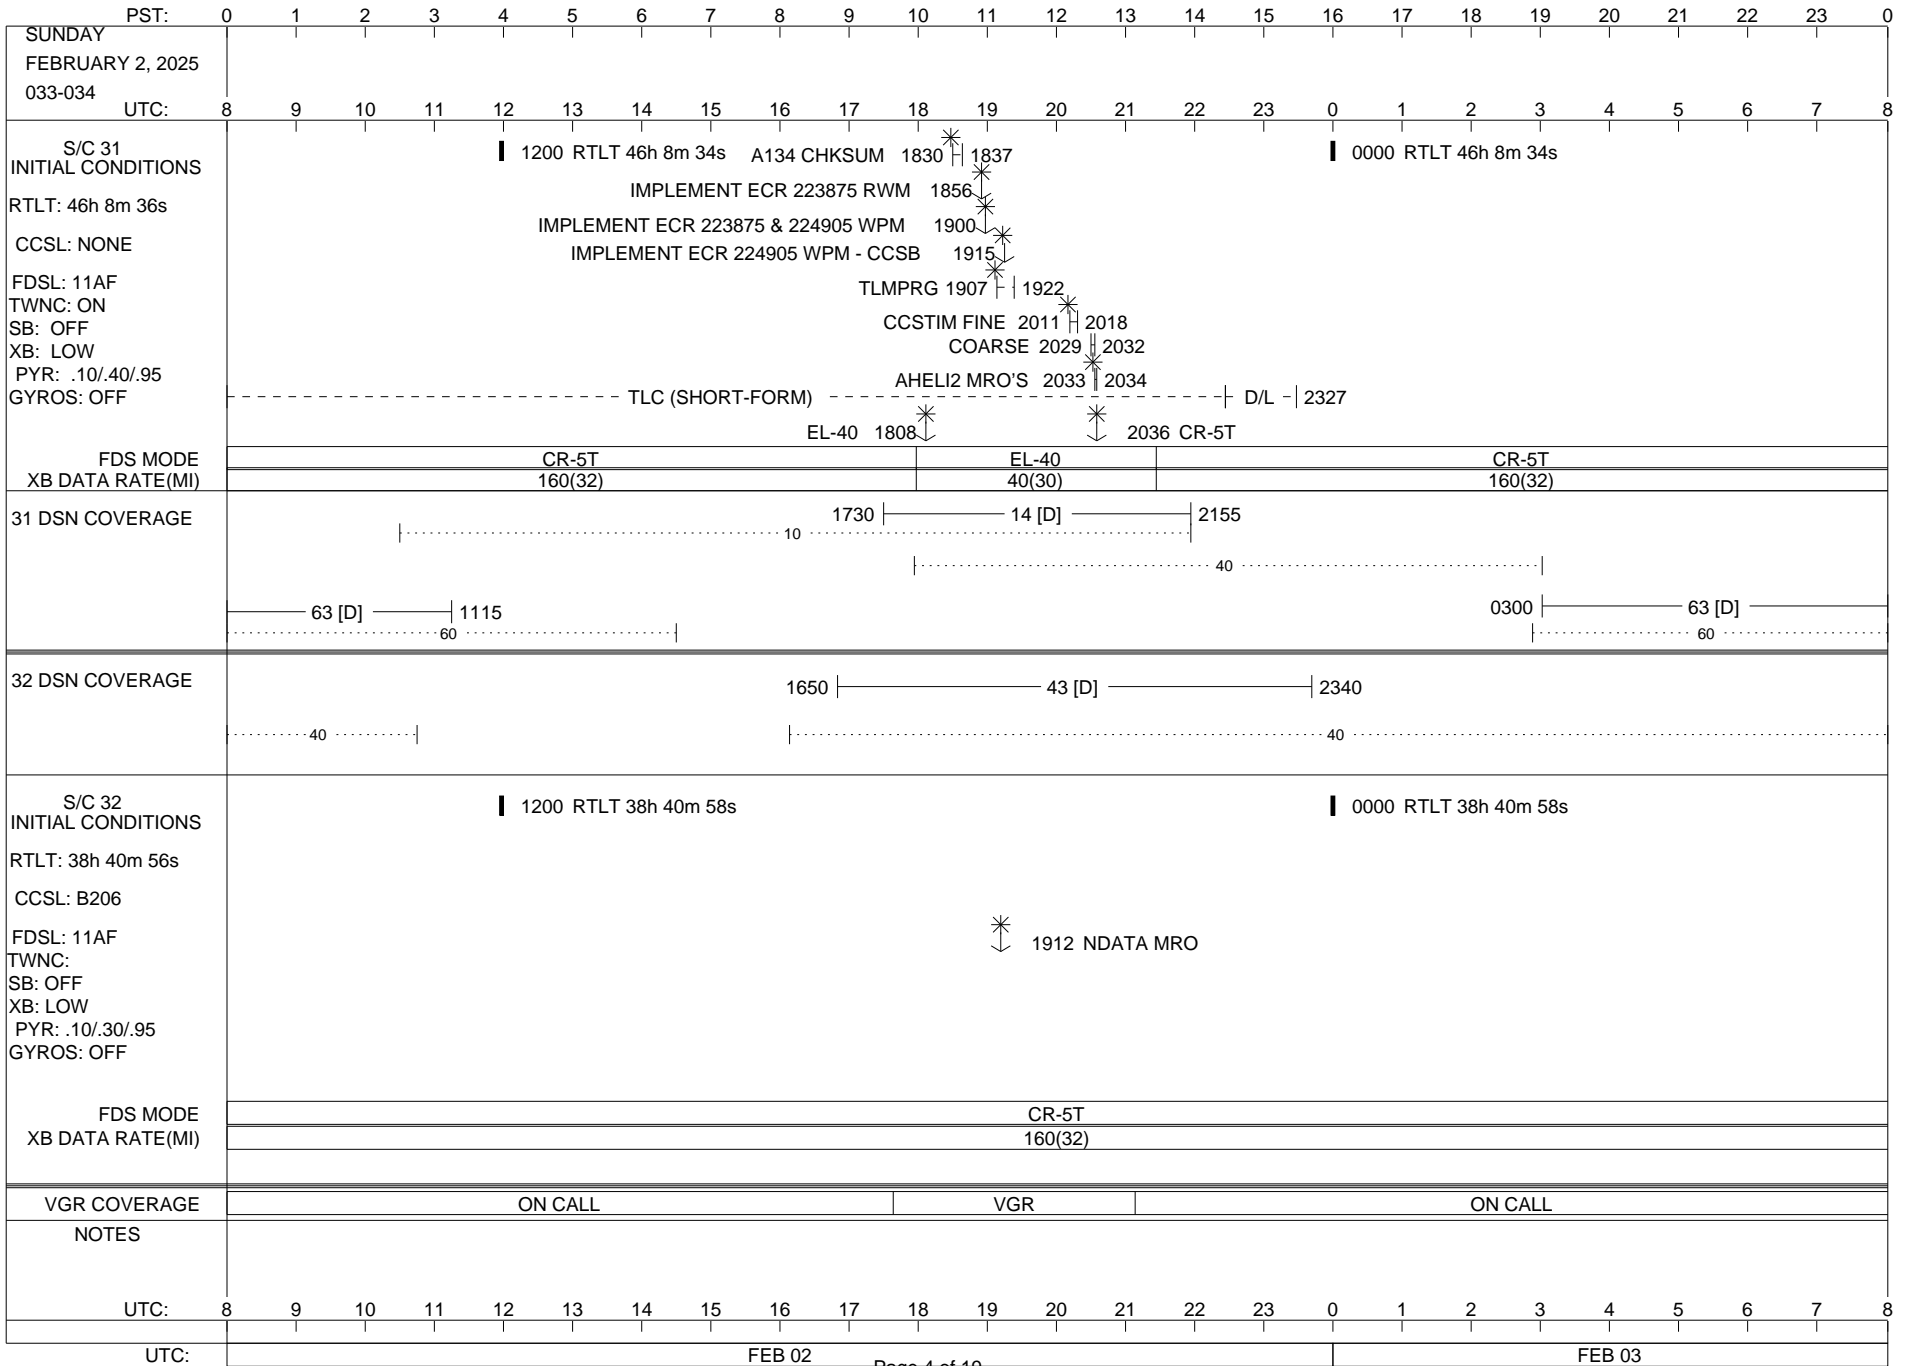 PST: 0 1 2 3 4 5 6 7 8 9 10 11 12 13 14 15 16 17 18 19 20 21 22 23 0
SUNDAY
FEBRUARY 2, 2025
033-034
UTC: 8 9 10 11 12 13 14 15 16 17 18 19 20 21 22 23 0 1 2 3 4 5 6 7 8
S/C 31
INITIAL CONDITIONS
RTLT: 46h 8m 36s
CCSL: NONE
FDSL: 11AF
TWNC: ON
SB: OFF
XB: LOW
PYR: .10/.40/.95
GYROS: OFF
1200 RTLT 46h 8m 34s
A134 CHKSUM 1830 1837
0000 RTLT 46h 8m 34s
IMPLEMENT ECR 223875 RWM 1856
IMPLEMENT ECR 223875 & 224905 WPM 1900
IMPLEMENT ECR 224905 WPM - CCSB 1915
TLMPRG 1907 1922
CCSTIM FINE 2011 2018
COARSE 2029 2032
AHELI2 MRO'S 2033 2034
TLC (SHORT-FORM) D/L 2327
EL-40 1808 2036 CR-5T
FDS MODE CR-5T EL-40 CR-5T
XB DATA RATE(MI) 160(32) 40(30) 160(32)
31 DSN COVERAGE
1730 14 [D] 2155
10
40
63 [D] 1115 0300 63 [D]
60 60
32 DSN COVERAGE
1650 43 [D] 2340
40 40
S/C 32
INITIAL CONDITIONS
RTLT: 38h 40m 56s
CCSL: B206
FDSL: 11AF
TWNC:
SB: OFF
XB: LOW
PYR: .10/.30/.95
GYROS: OFF
1200 RTLT 38h 40m 58s
0000 RTLT 38h 40m 58s
1912 NDATA MRO
FDS MODE CR-5T
XB DATA RATE(MI) 160(32)
VGR COVERAGE ON CALL VGR ON CALL
NOTES
UTC: 8 9 10 11 12 13 14 15 16 17 18 19 20 21 22 23 0 1 2 3 4 5 6 7 8
UTC: FEB 02 FEB 03
Page 4 of 19